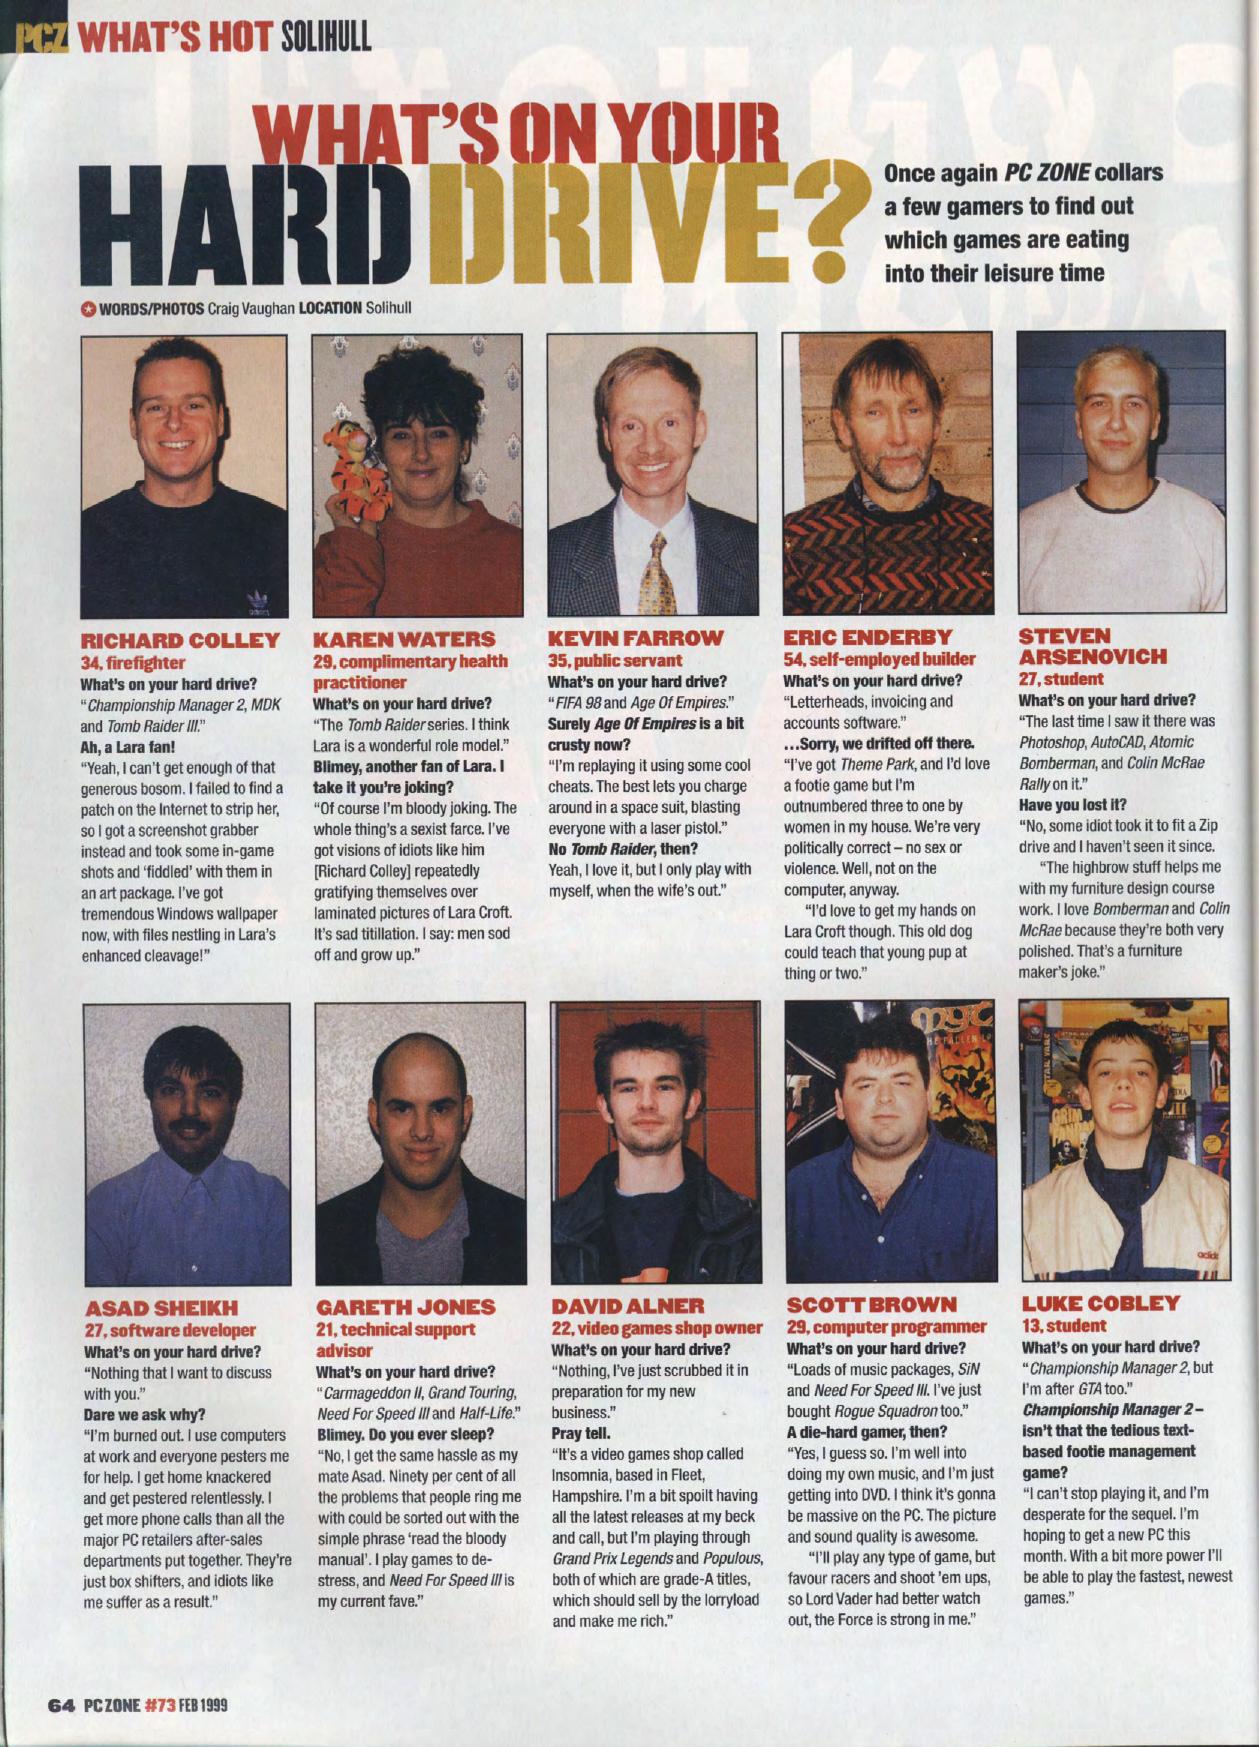 PCZ WHAT'S HOT SOLIHULL
WHAT'S ON YOUR
HARD DRIVE?
Once again PC ZONE collars
a few gamers to find out
which games are eating
into their leisure time
WORDS/PHOTOS Craig Vaughan LOCATION Solihull
adidas
RICHARD COLLEY
34, firefighter
What's on your hard drive?
"Championship Manager 2, MDK
and Tomb Raider III."
Ah, a Lara fan!
"Yeah, I can't get enough of that
generous bosom. I failed to find a
patch on the Internet to strip her,
so I got a screenshot grabber
instead and took some in-game
shots and 'fiddled' with them in
an art package. I've got
tremendous Windows wallpaper
now, with files nestling in Lara's
enhanced cleavage!"
KAREN WATERS
29, complimentary health
practitioner
What's on your hard drive?
"The Tomb Raider series. I think
Lara is a wonderful role model."
Blimey, another fan of Lara. I
take it you're joking?
"Of course I'm bloody joking. The
whole thing's a sexist farce. I've
got visions of idiots like him
[Richard Colley] repeatedly
gratifying themselves over
laminated pictures of Lara Croft.
It's sad titillation. I say: men sod
off and grow up."
KEVIN FARROW
35, public servant
What's on your hard drive?
"FIFA 98 and Age Of Empires."
Surely Age Of Empires is a bit
crusty now?
"I'm replaying it using some cool
cheats. The best lets you charge
around in a space suit, blasting
everyone with a laser pistol."
No Tomb Raider, then?
Yeah, I love it, but I only play with
myself, when the wife's out."
ERIC ENDERBY
54, self-employed builder
What's on your hard drive?
"Letterheads, invoicing and
accounts software."
...Sorry, we drifted off there.
"I've got Theme Park, and I'd love
a footie game but I'm
outnumbered three to one by
women in my house. We're very
politically correct – no sex or
violence. Well, not on the
computer, anyway.
"I'd love to get my hands on
Lara Croft though. This old dog
could teach that young pup at
thing or two."
STEVEN
ARSENOVICH
27, student
What's on your hard drive?
"The last time I saw it there was
Photoshop, AutoCAD, Atomic
Bomberman, and Colin McRae
Rally on it."
Have you lost it?
"No, some idiot took it to fit a Zip
drive and I haven't seen it since.
"The highbrow stuff helps me
with my furniture design course
work. I love Bomberman and Colin
McRae because they're both very
polished. That's a furniture
maker's joke."
ASAD SHEIKH
27, software developer
What's on your hard drive?
"Nothing that I want to discuss
with you."
Dare we ask why?
"I'm burned out. I use computers
at work and everyone pesters me
for help. I get home knackered
and get pestered relentlessly. I
get more phone calls than all the
major PC retailers after-sales
departments put together. They're
just box shifters, and idiots like
me suffer as a result."
GARETH JONES
21, technical support
advisor
What's on your hard drive?
"Carmageddon II, Grand Touring,
Need For Speed III and Half-Life."
Blimey. Do you ever sleep?
"No, I get the same hassle as my
mate Asad. Ninety per cent of all
the problems that people ring me
with could be sorted out with the
simple phrase 'read the bloody
manual'. I play games to de-
stress, and Need For Speed III is
my current fave."
DAVID ALNER
22, video games shop owner
What's on your hard drive?
"Nothing, I've just scrubbed it in
preparation for my new
business."
Pray tell.
"It's a video games shop called
Insomnia, based in Fleet,
Hampshire. I'm a bit spoilt having
all the latest releases at my beck
and call, but I'm playing through
Grand Prix Legends and Populous,
both of which are grade-A titles,
which should sell by the lorryload
and make me rich."
MYT
HE FALLEN L
SCOTT BROWN
29, computer programmer
What's on your hard drive?
"Loads of music packages, SiN
and Need For Speed III. I've just
bought Rogue Squadron too."
A die-hard gamer, then?
"Yes, I guess so. I'm well into
doing my own music, and I'm just
getting into DVD. I think it's gonna
be massive on the PC. The picture
and sound quality is awesome.
"I'll play any type of game, but
favour racers and shoot 'em ups,
so Lord Vader had better watch
out, the Force is strong in me."
STAR WARS
GRIM
FANDANGO
adidas
LUKE COBLEY
13, student
What's on your hard drive?
"Championship Manager 2, but
I'm after GTA too."
Championship Manager 2 –
isn't that the tedious text-
based footie management
game?
"I can't stop playing it, and I'm
desperate for the sequel. I'm
hoping to get a new PC this
month. With a bit more power I'll
be able to play the fastest, newest
games."
64 PC ZONE #73 FEB 1999